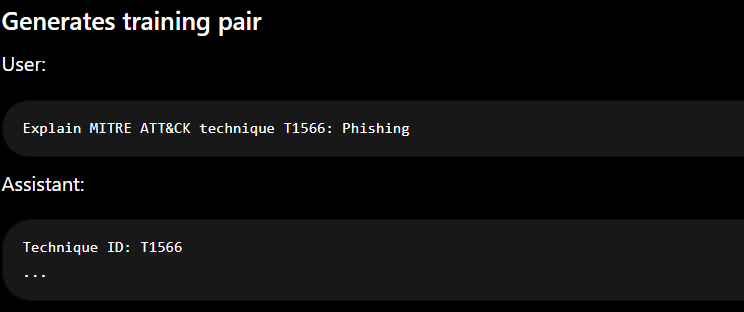 Generates training pair
User:
Explain MITRE ATT&CK technique T1566: Phishing
Assistant:
Technique ID: T1566
...